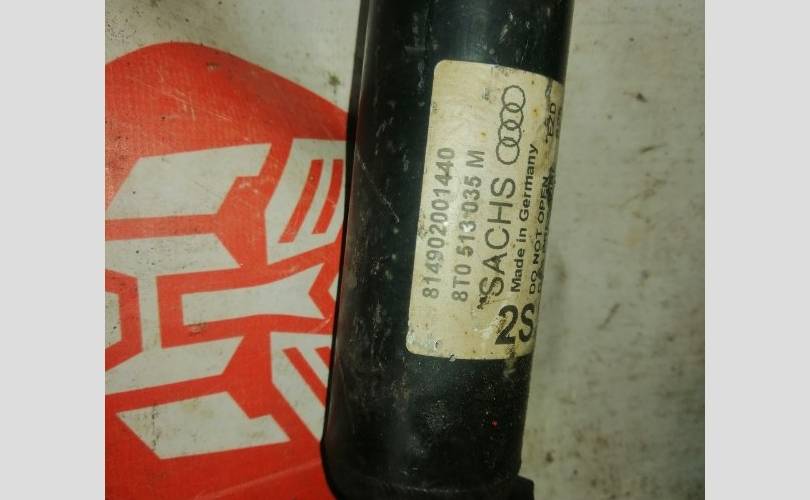 814902001440
8T0 513 035 M
SACHS
Made in Germany
DO NOT OPEN
2S